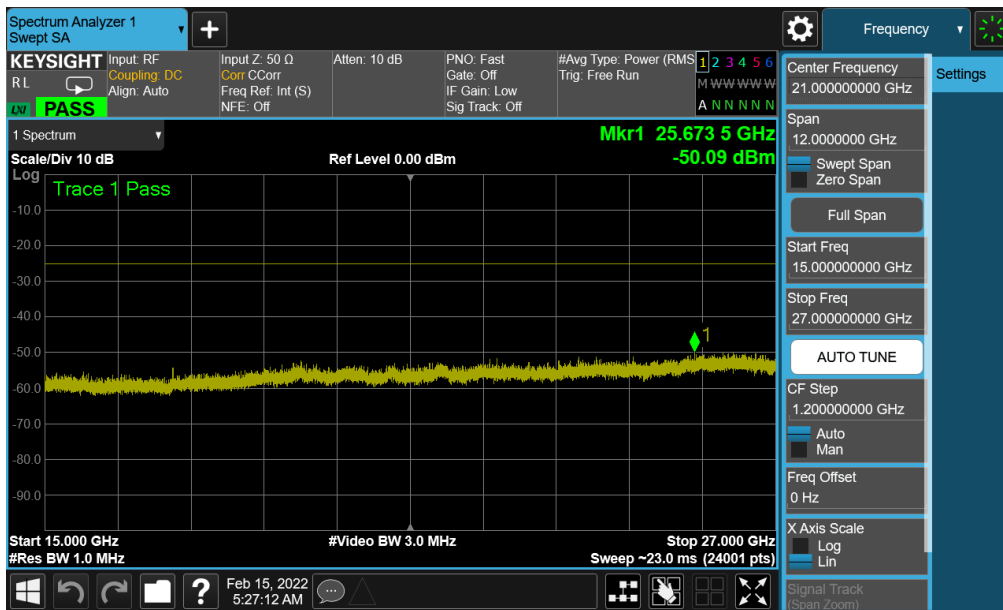 Spectrum Analyzer 1
Swept SA
+
Frequency
KEYSIGHT
R L
LXI
PASS
Input: RF
Coupling: DC
Align: Auto
Input Z: 50 Ω
Corr CCorr
Freq Ref: Int (S)
NFE: Off
Atten: 10 dB
PNO: Fast
Gate: Off
IF Gain: Low
Sig Track: Off
#Avg Type: Power (RMS
Trig: Free Run
1 2 3 4 5 6
M W W W W W
A N N N N N
1 Spectrum
Scale/Div 10 dB
Ref Level 0.00 dBm
Mkr1 25.673 5 GHz
-50.09 dBm
Log
Trace 1 Pass
-10.0
-20.0
-30.0
-40.0
-50.0
-60.0
-70.0
-80.0
-90.0
1
Start 15.000 GHz
#Video BW 3.0 MHz
Stop 27.000 GHz
#Res BW 1.0 MHz
Sweep ~23.0 ms (24001 pts)
Feb 15, 2022
5:27:12 AM
?
Center Frequency
21.000000000 GHz
Settings
Span
12.0000000 GHz
Swept Span
Zero Span
Full Span
Start Freq
15.000000000 GHz
Stop Freq
27.000000000 GHz
AUTO TUNE
CF Step
1.200000000 GHz
Auto
Man
Freq Offset
0 Hz
X Axis Scale
Log
Lin
Signal Track
(Span Zoom)